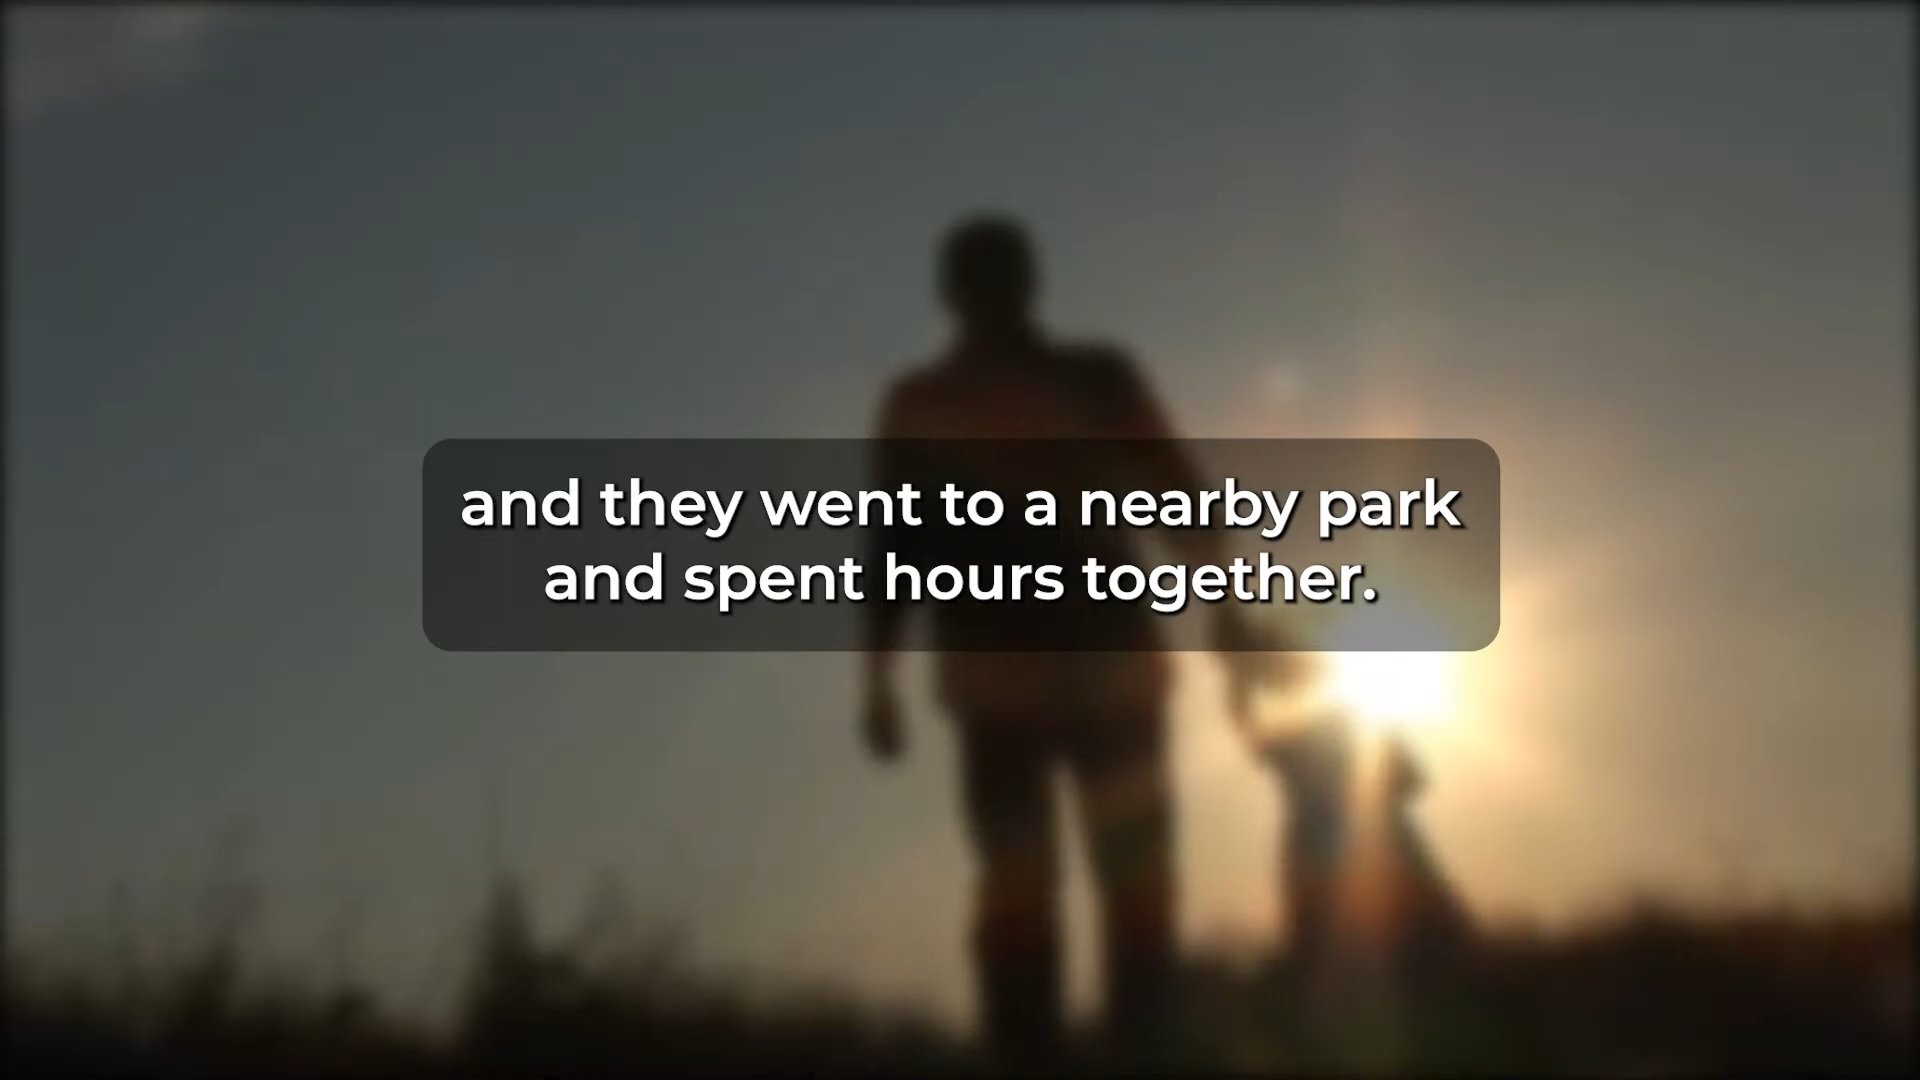 and they went to a nearby park
and spent hours together.